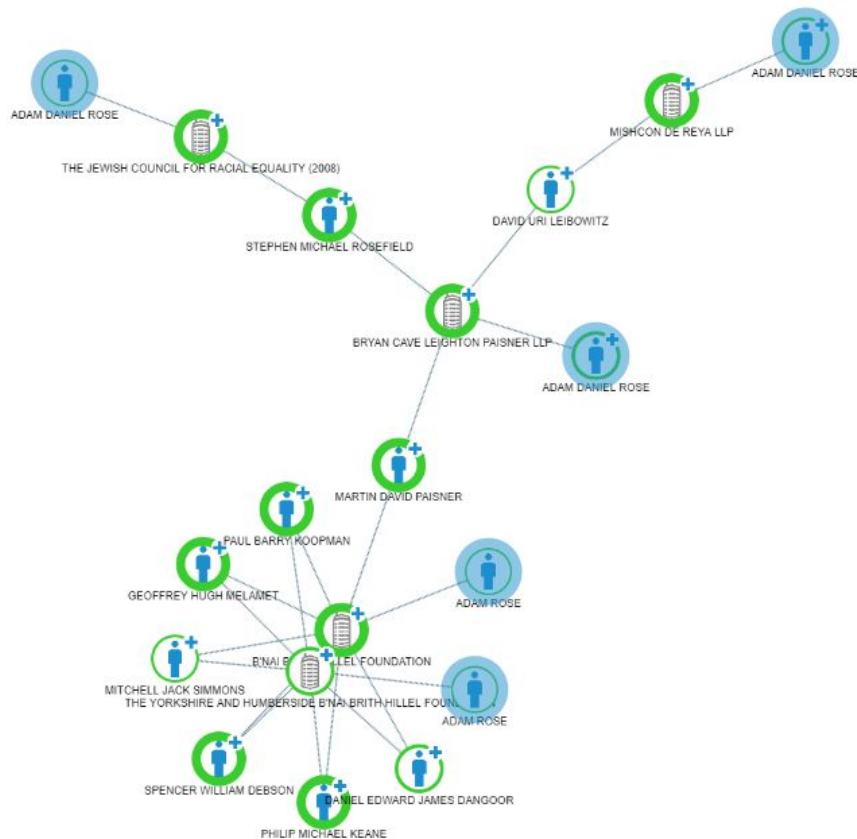 ADAM DANIEL ROSE
ADAM DANIEL ROSE
MISHCON DE REYA LLP
THE JEWISH COUNCIL FOR RACIAL EQUALITY (2008)
DAVID URI LEIBOWITZ
STEPHEN MICHAEL ROSEFIELD
BRYAN CAVE LEIGHTON PAISNER LLP
ADAM DANIEL ROSE
MARTIN DAVID PAISNER
PAUL BARRY KOOPMAN
GEOFFREY HUGH MELAMET
ADAM ROSE
B'NAI B LLEL FOUNDATION
MITCHELL JACK SIMMONS
THE YORKSHIRE AND HUMBERSIDE B'NAI BRITH HILLEL FOUN
ADAM ROSE
SPENCER WILLIAM DEBSON
DANIEL EDWARD JAMES DANGOOR
PHILIP MICHAEL KEANE